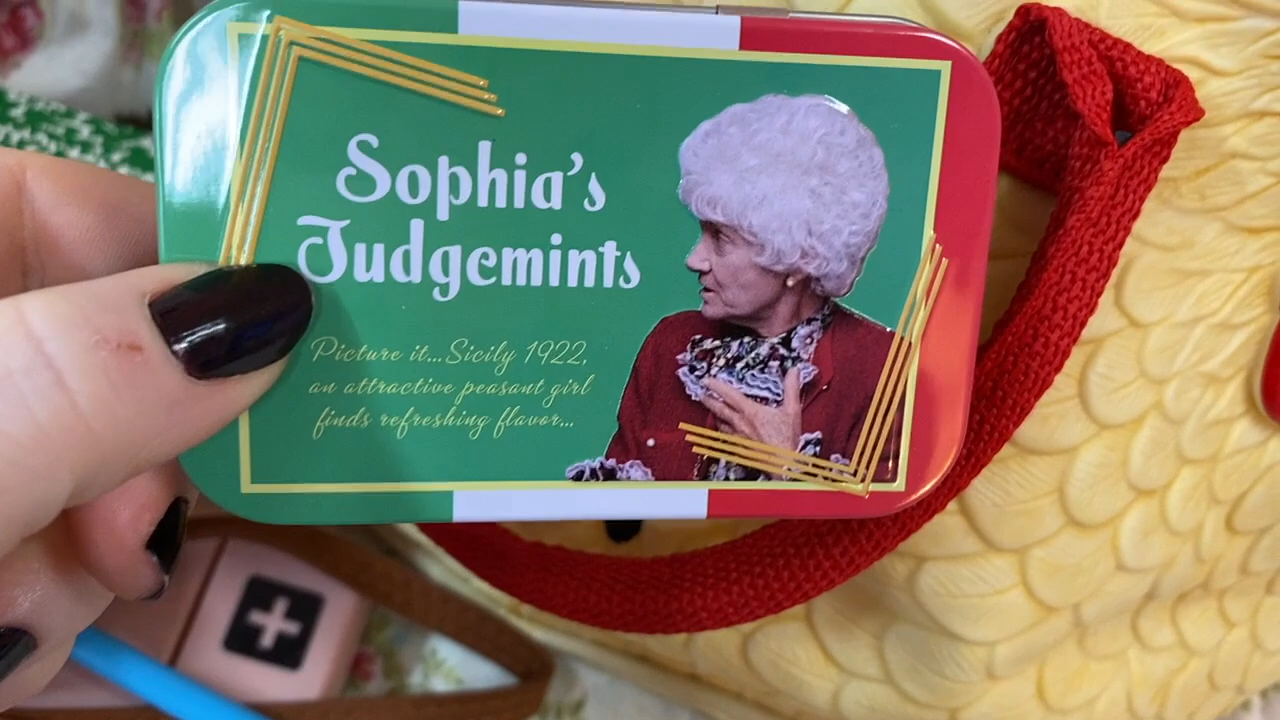 Sophia's
Judgemints
Picture it...Sicily 1922,
an attractive peasant girl
finds refreshing flavor...